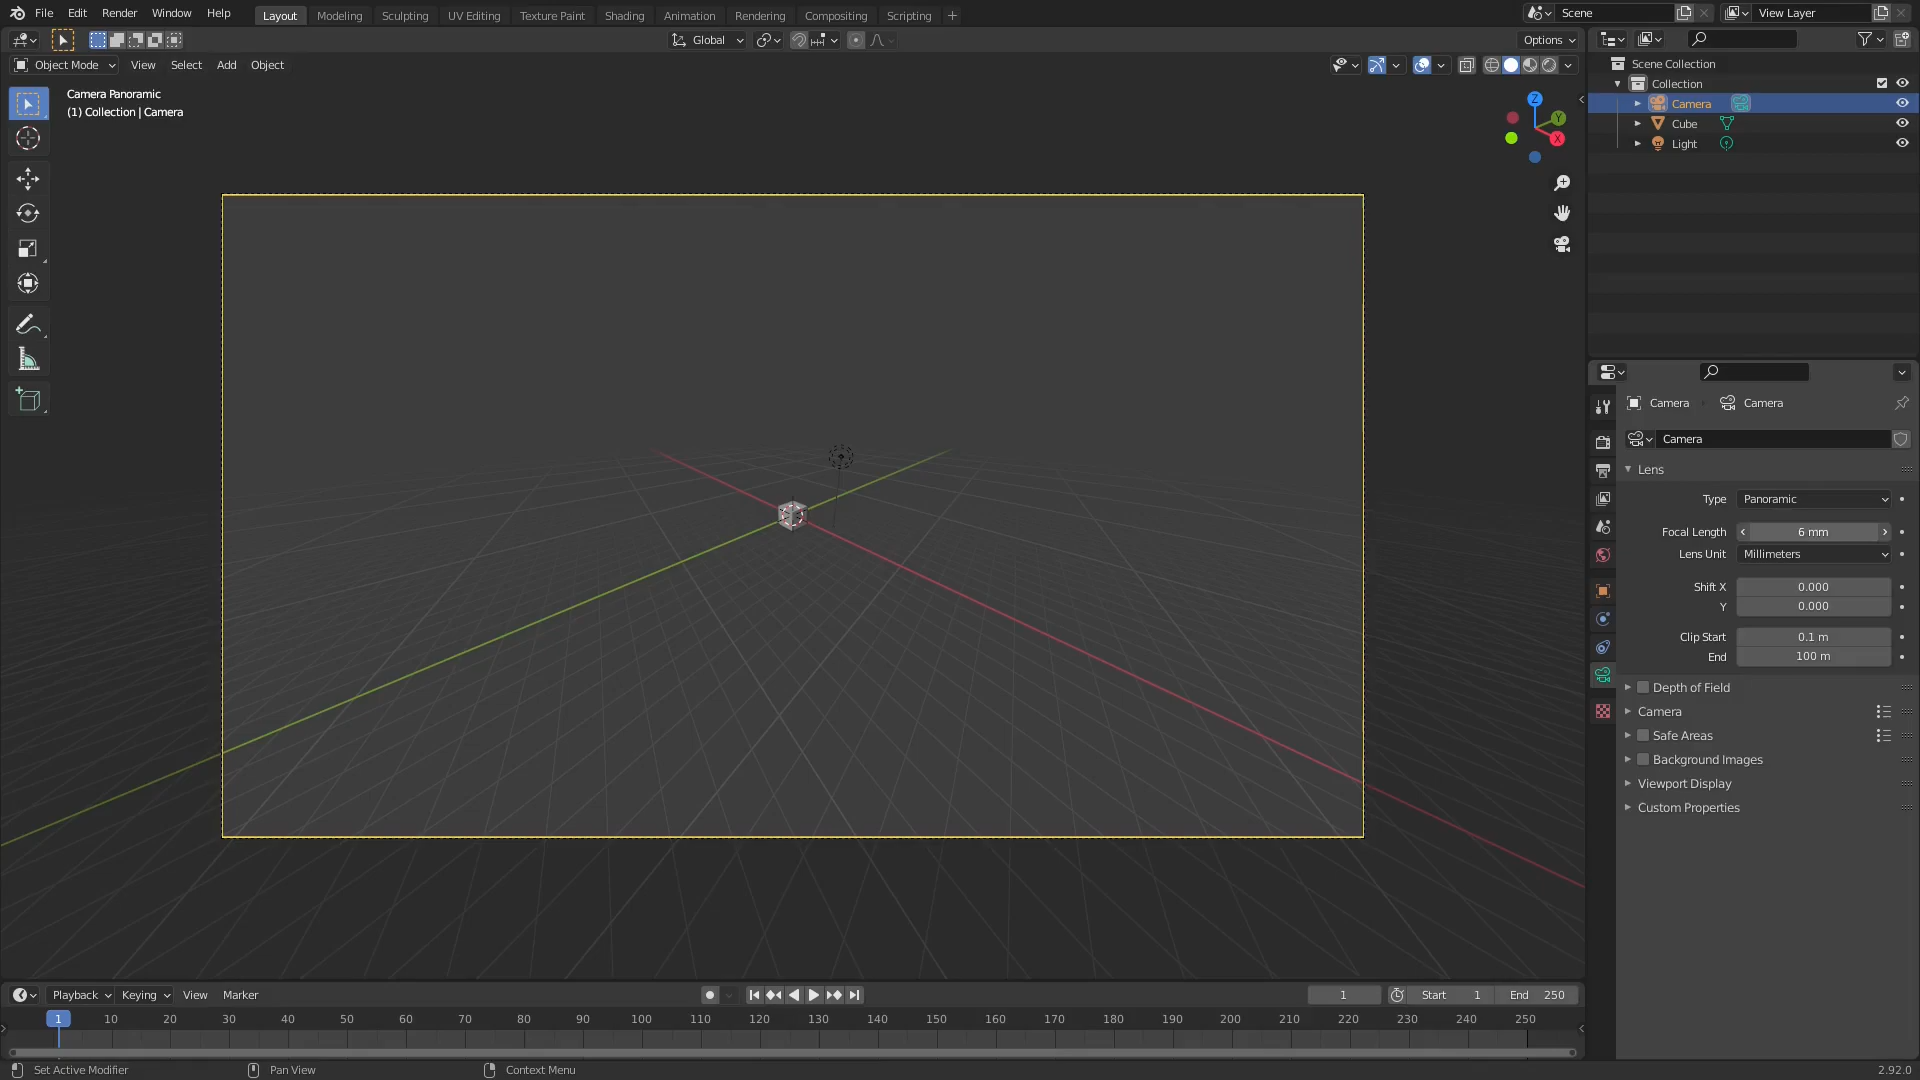 File Edit Render Window Help Layout Modeling Sculpting UV Editing Texture Paint Shading Animation Rendering Compositing Scripting + Scene View Layer
Global Options
Object Mode View Select Add Object
Camera Panoramic
(1) Collection | Camera
Z
Y
X
Scene Collection
Collection
Camera
Cube
Light
Camera Camera
Camera
Lens
Type Panoramic
Focal Length 6 mm
Lens Unit Millimeters
Shift X 0.000
Y 0.000
Clip Start 0.1 m
End 100 m
Depth of Field
Camera
Safe Areas
Background Images
Viewport Display
Custom Properties
Playback Keying View Marker 1 Start 1 End 250
1 10 20 30 40 50 60 70 80 90 100 110 120 130 140 150 160 170 180 190 200 210 220 230 240 250
Set Active Modifier Pan View Context Menu 2.92.0